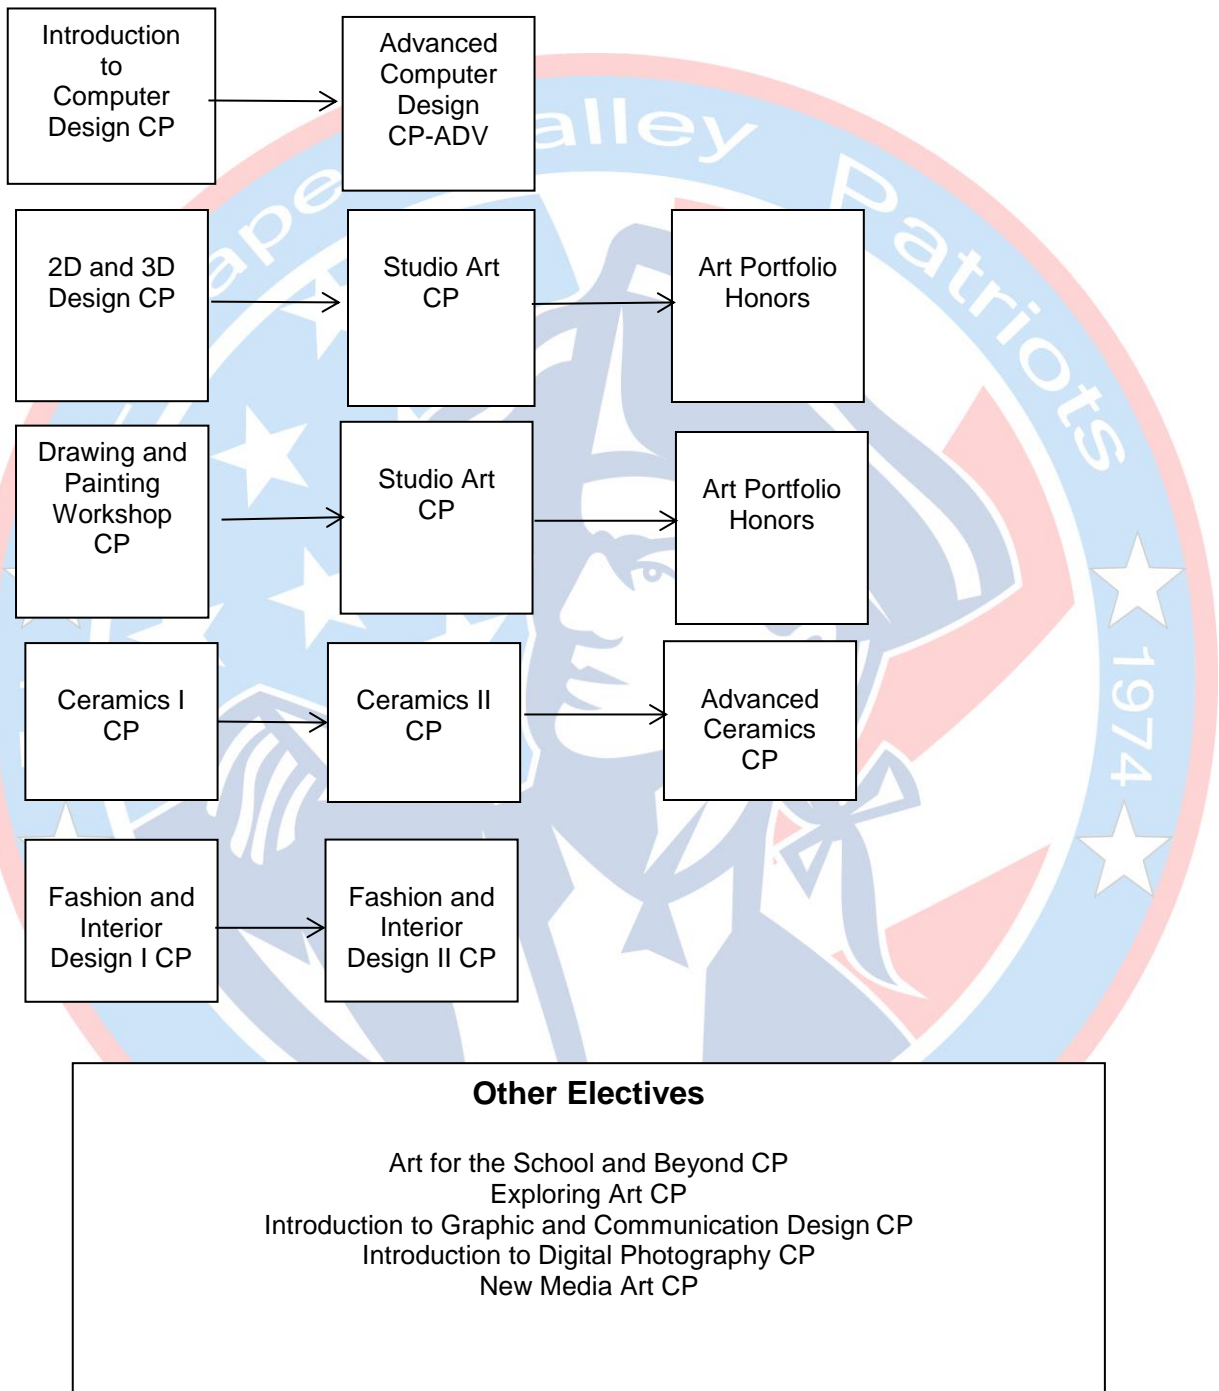 Introduction
to
Computer
Design CP
Advanced
Computer
Design
CP-ADV
2D and 3D
Design CP
Studio Art
CP
Art Portfolio
Honors
Drawing and
Painting
Workshop
CP
Studio Art
CP
Art Portfolio
Honors
Ceramics I
CP
Ceramics II
CP
Advanced
Ceramics
CP
Fashion and
Interior
Design I CP
Fashion and
Interior
Design II CP
Other Electives
Art for the School and Beyond CP
Exploring Art CP
Introduction to Graphic and Communication Design CP
Introduction to Digital Photography CP
New Media Art CP
Patriots
1974